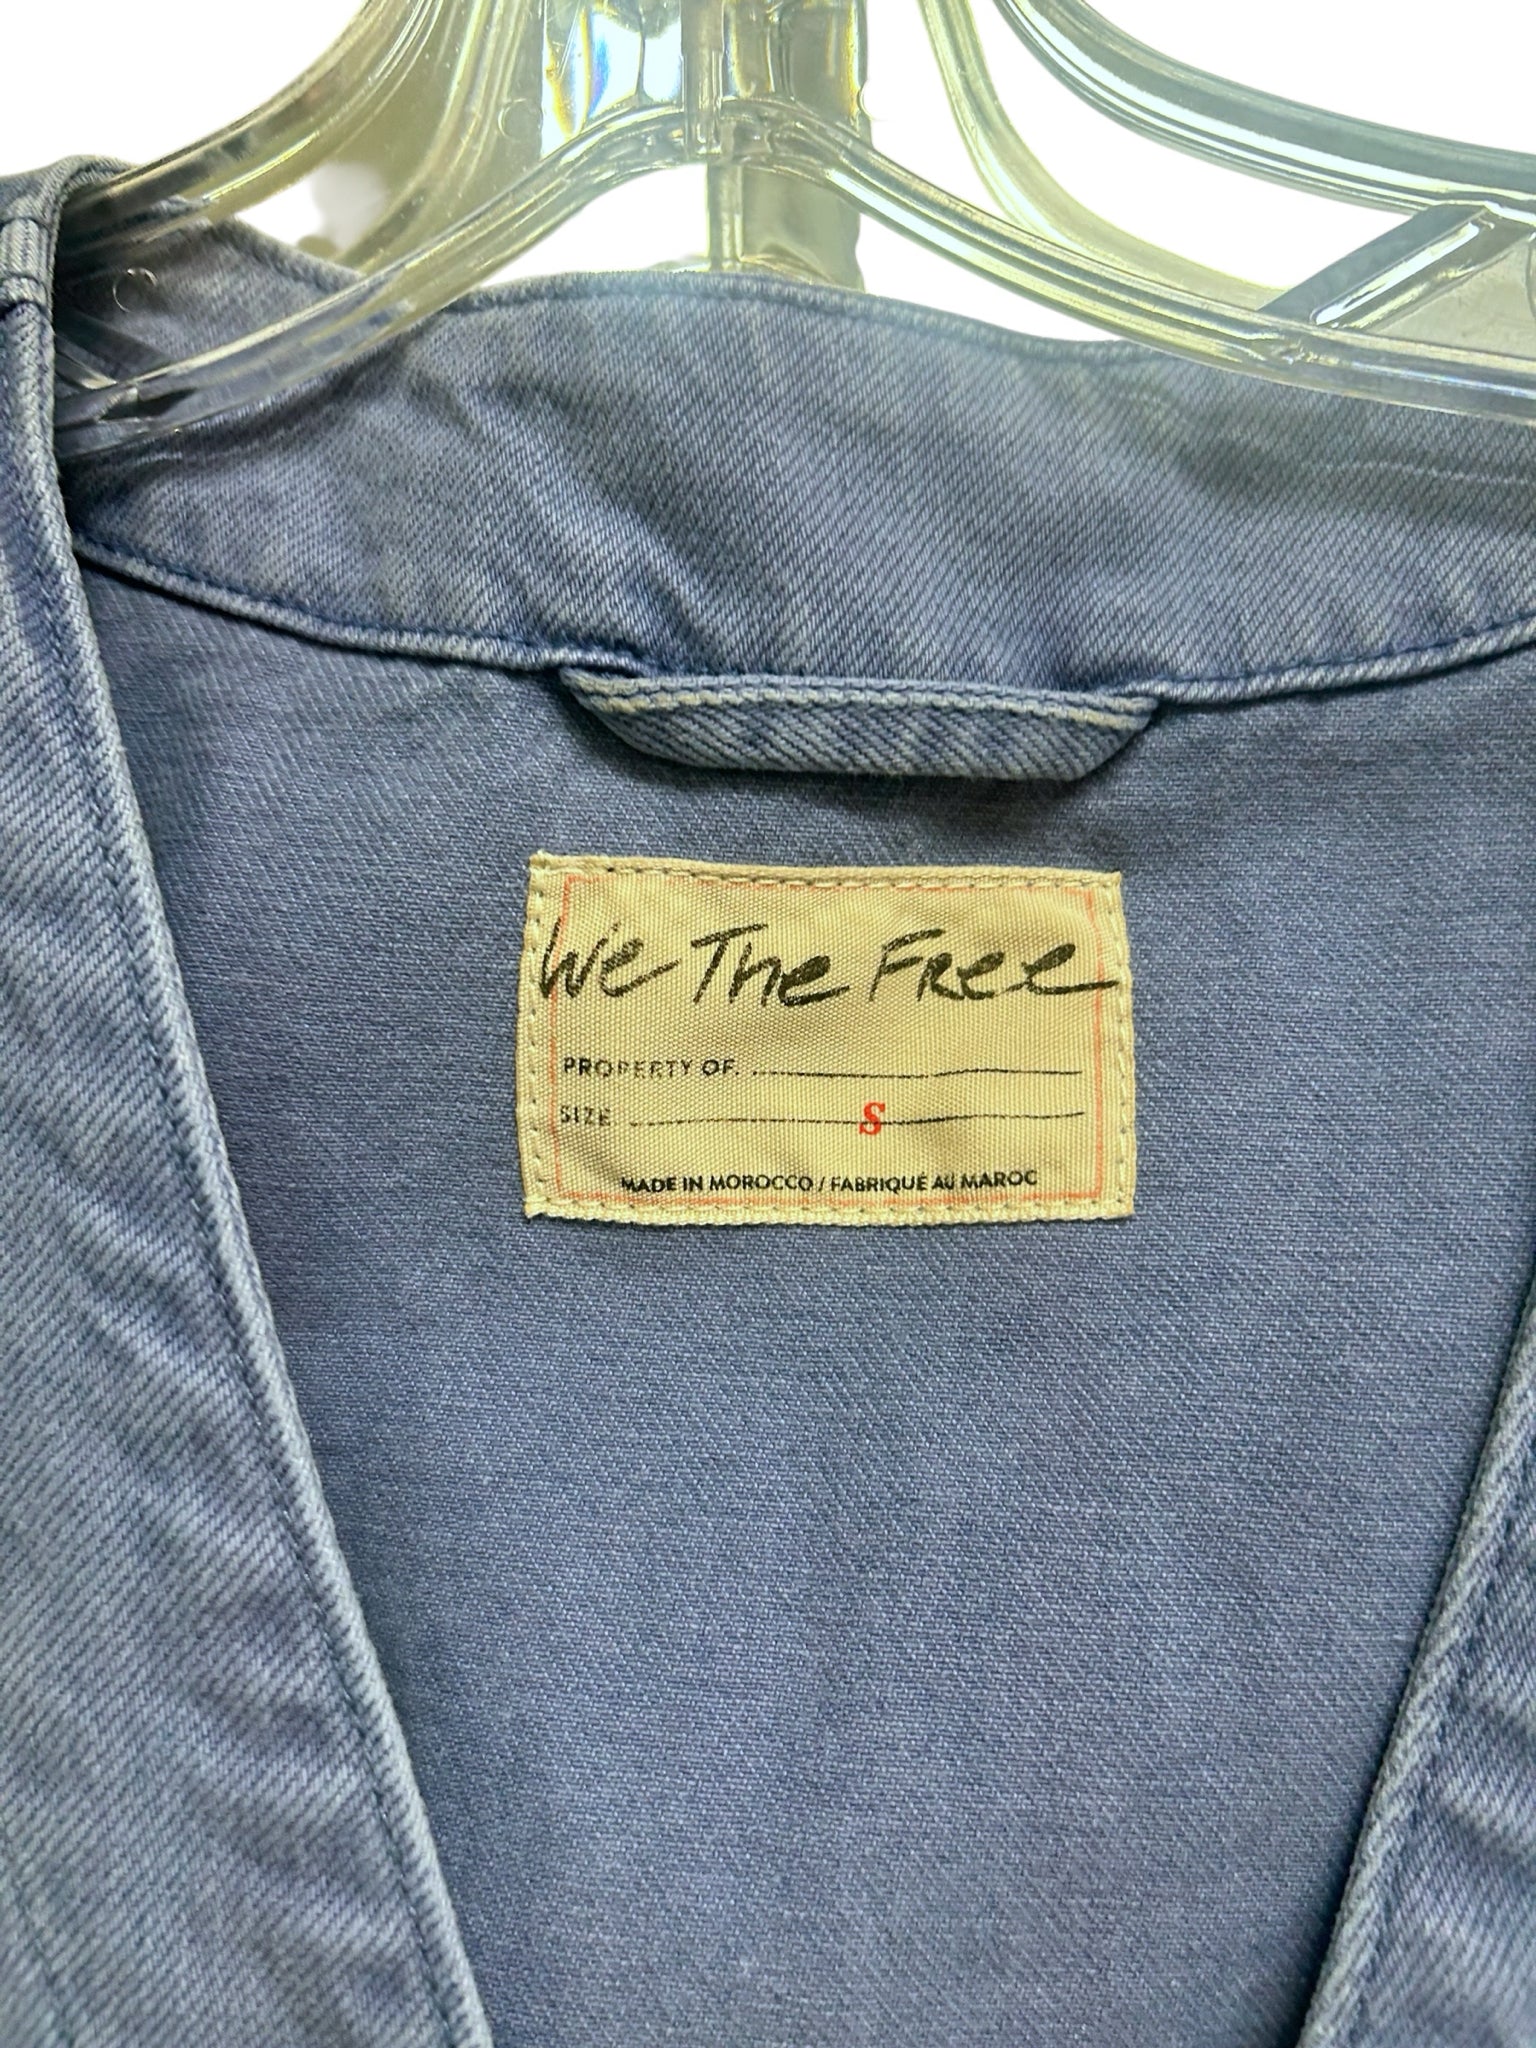 We The Free
PROPERTY OF.
SIZE S
MADE IN MOROCCO / FABRIQUÉ AU MAROC